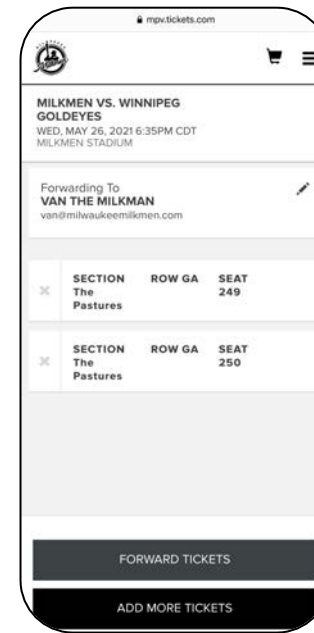 mpv.tickets.com
MILKMEN VS. WINNIPEG
GOLDEYES
WED, MAY 26, 2021 6:35PM CDT
MILKMEN STADIUM
Forwarding To
VAN THE MILKMAN
van@milwaukeemilkmen.com
SECTION ROW GA SEAT
The 249
Pastures
SECTION ROW GA SEAT
The 250
Pastures
FORWARD TICKETS
ADD MORE TICKETS